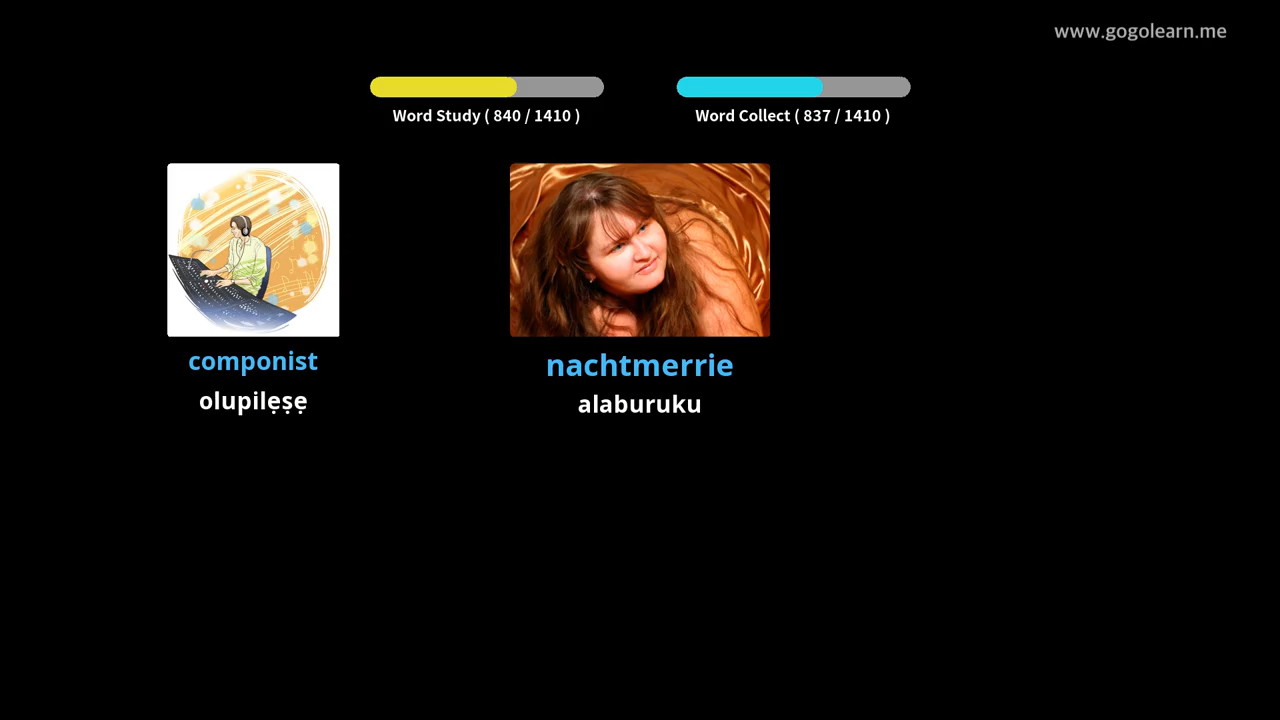 www.gogolearn.me
Word Study ( 840 / 1410 )
Word Collect ( 837 / 1410 )
componist
olupilẹṣẹ
nachtmerrie
alaburuku